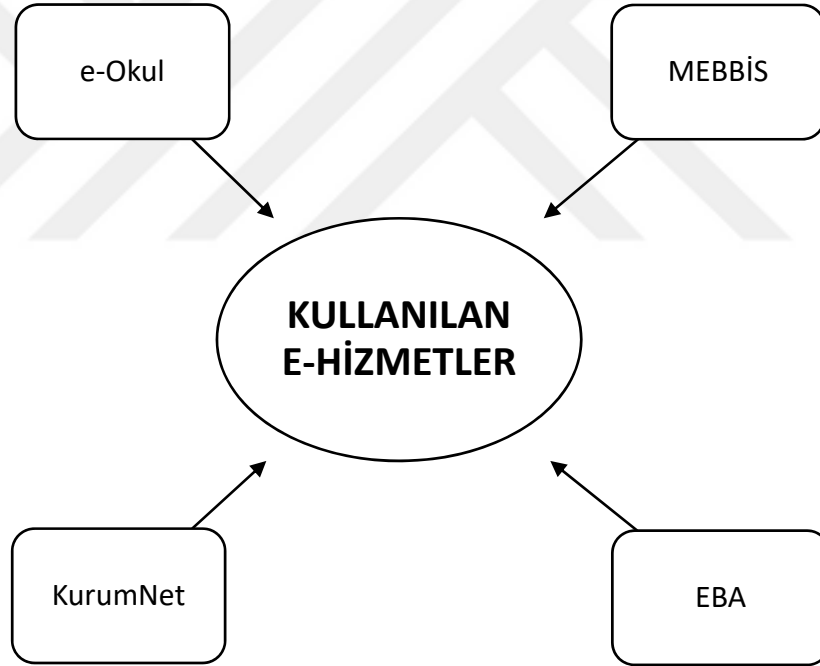 e-Okul
MEBBİS
KULLANILAN
E-HİZMETLER
KurumNet
EBA